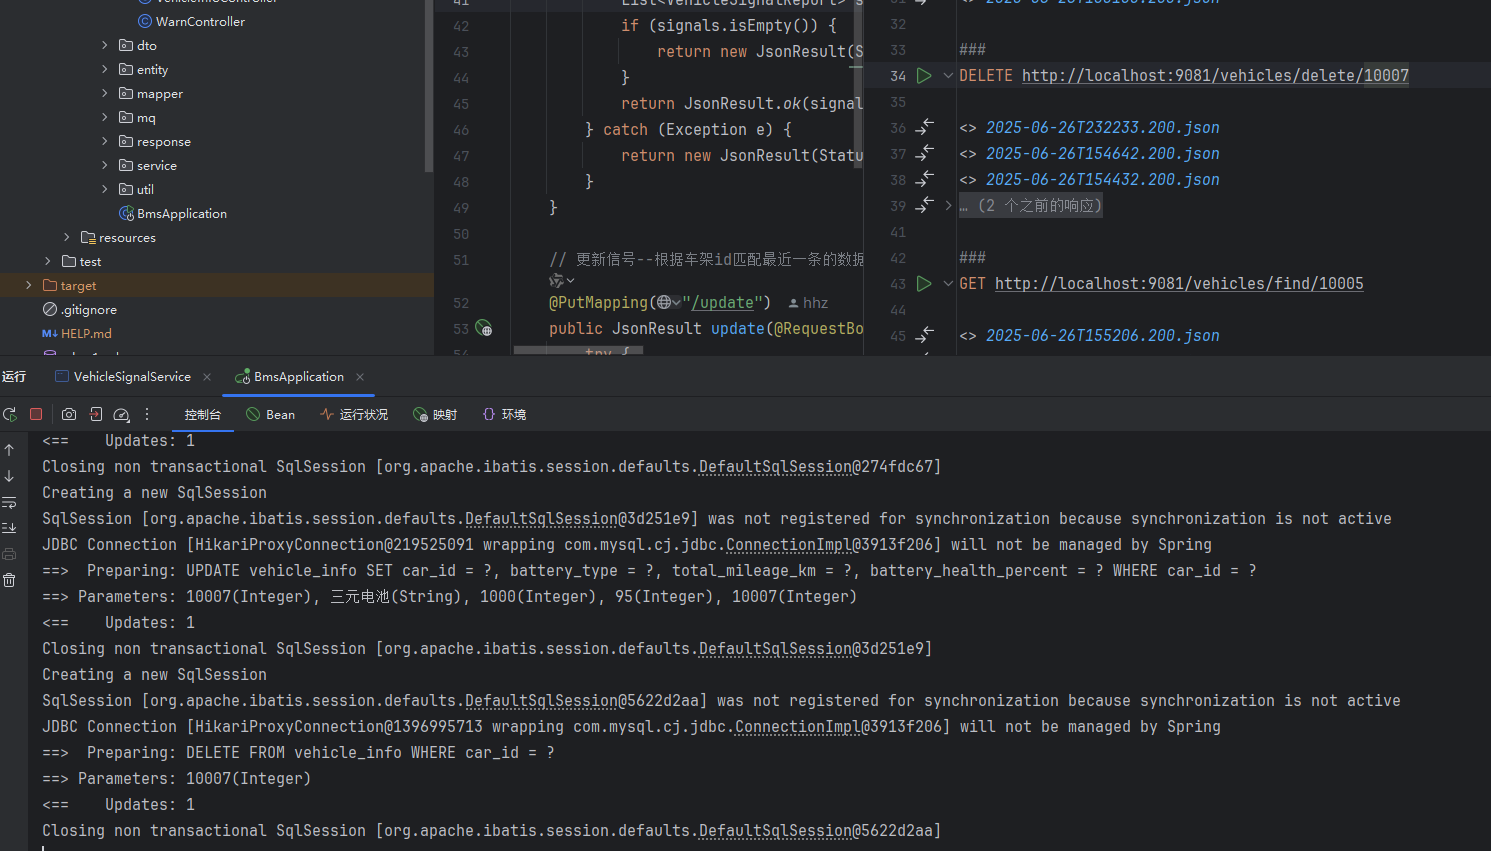 WarnController
dto
entity
mapper
mq
response
service
util
BmsApplication
resources
test
target
.gitignore
M↓ HELP.md
41
42 if (signals.isEmpty()) {
43 return new JsonResult(S
44 }
45 return JsonResult.ok(signal
46 } catch (Exception e) {
47 return new JsonResult(Statu
48 }
49 }
50
51 // 更新信号--根据车架id匹配最近一条的数据
52 @PutMapping("/update") hhz
53 public JsonResult update(@RequestBo
try {
32
33 ###
34 DELETE http://localhost:9081/vehicles/delete/10007
35
36 <> 2025-06-26T232233.200.json
37 <> 2025-06-26T154642.200.json
38 <> 2025-06-26T154432.200.json
39 … (2 个之前的响应)
41
42 ###
43 GET http://localhost:9081/vehicles/find/10005
44
45 <> 2025-06-26T155206.200.json
运行 VehicleSignalService × BmsApplication ×
控制台 Bean 运行状况 映射 环境
<==    Updates: 1
Closing non transactional SqlSession [org.apache.ibatis.session.defaults.DefaultSqlSession@274fdc67]
Creating a new SqlSession
SqlSession [org.apache.ibatis.session.defaults.DefaultSqlSession@3d251e9] was not registered for synchronization because synchronization is not active
JDBC Connection [HikariProxyConnection@219525091 wrapping com.mysql.cj.jdbc.ConnectionImpl@3913f206] will not be managed by Spring
==>  Preparing: UPDATE vehicle_info SET car_id = ?, battery_type = ?, total_mileage_km = ?, battery_health_percent = ? WHERE car_id = ?
==> Parameters: 10007(Integer), 三元电池(String), 1000(Integer), 95(Integer), 10007(Integer)
<==    Updates: 1
Closing non transactional SqlSession [org.apache.ibatis.session.defaults.DefaultSqlSession@3d251e9]
Creating a new SqlSession
SqlSession [org.apache.ibatis.session.defaults.DefaultSqlSession@5622d2aa] was not registered for synchronization because synchronization is not active
JDBC Connection [HikariProxyConnection@1396995713 wrapping com.mysql.cj.jdbc.ConnectionImpl@3913f206] will not be managed by Spring
==>  Preparing: DELETE FROM vehicle_info WHERE car_id = ?
==> Parameters: 10007(Integer)
<==    Updates: 1
Closing non transactional SqlSession [org.apache.ibatis.session.defaults.DefaultSqlSession@5622d2aa]